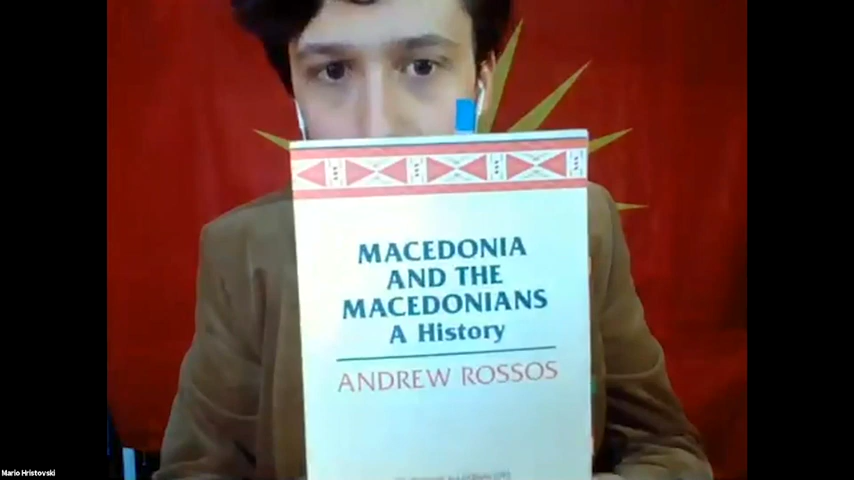 MACEDONIA
AND THE
MACEDONIANS
A History
ANDREW ROSSOS
Mario Hristovski